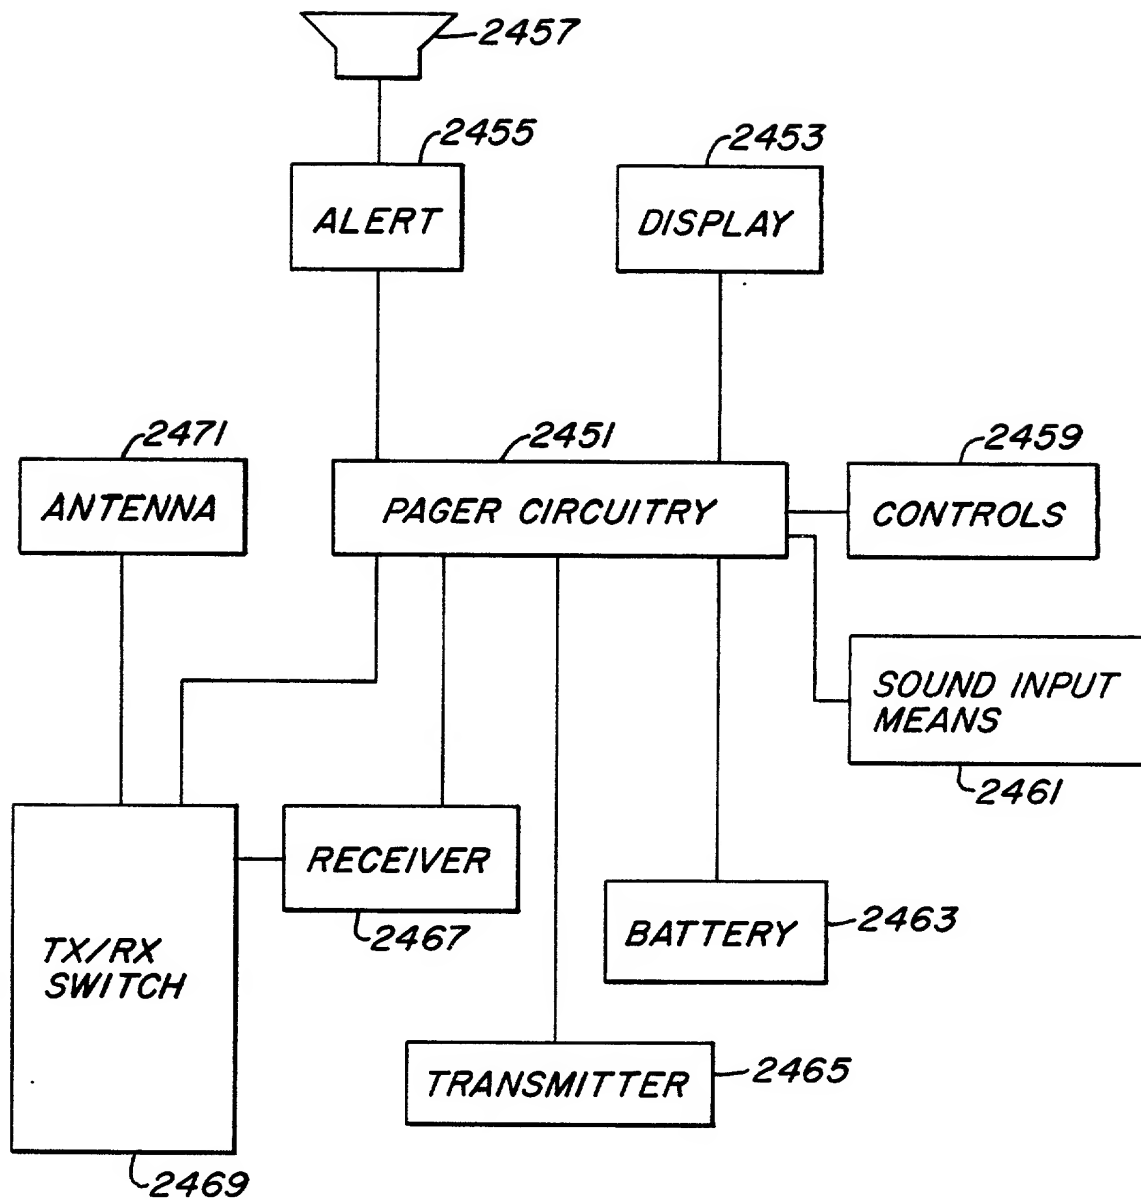 2457
2455
2453
ALERT
DISPLAY
2471
2451
2459
ANTENNA
PAGER CIRCUITRY
CONTROLS
SOUND INPUT
MEANS
2461
RECEIVER
2467
BATTERY
2463
TX/RX
SWITCH
TRANSMITTER
2465
2469